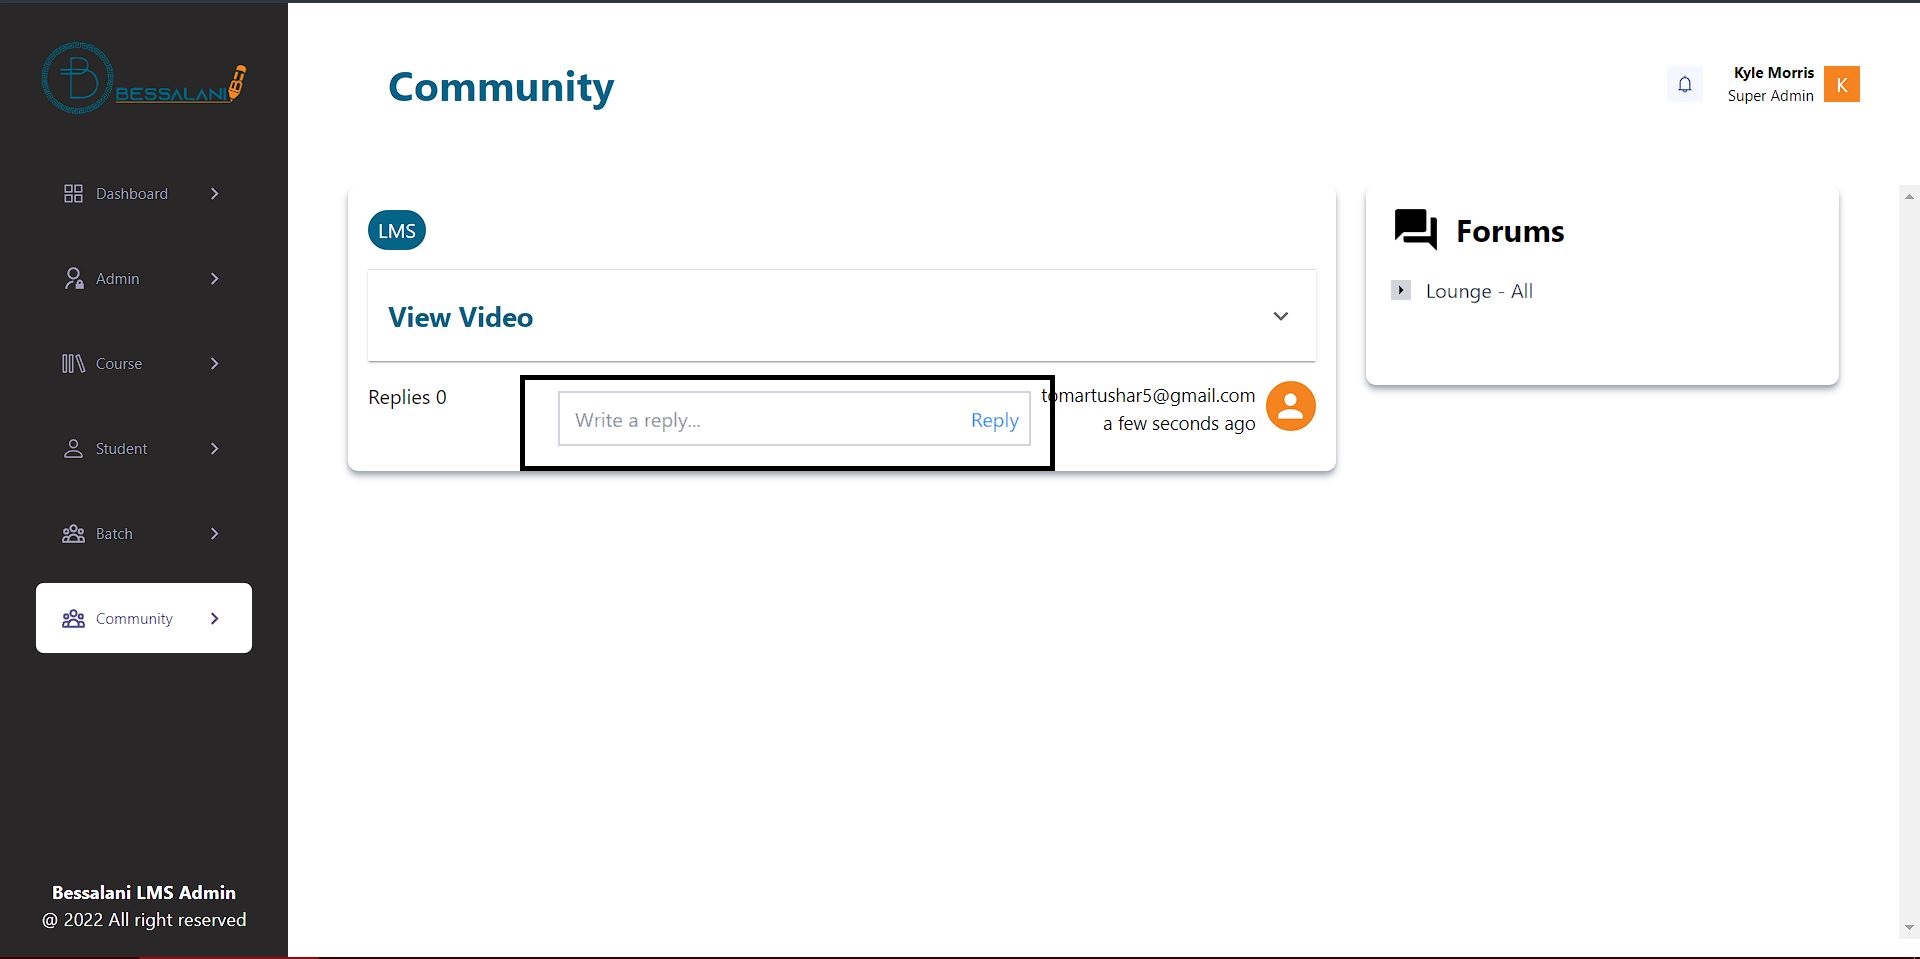 BESSALANI
Dashboard
Admin
Course
Student
Batch
Community
Bessalani LMS Admin
@ 2022 All right reserved
Community
Kyle Morris
Super Admin
K
LMS
View Video
Replies 0
Write a reply...
Reply
tomartushar5@gmail.com
a few seconds ago
Forums
Lounge - All